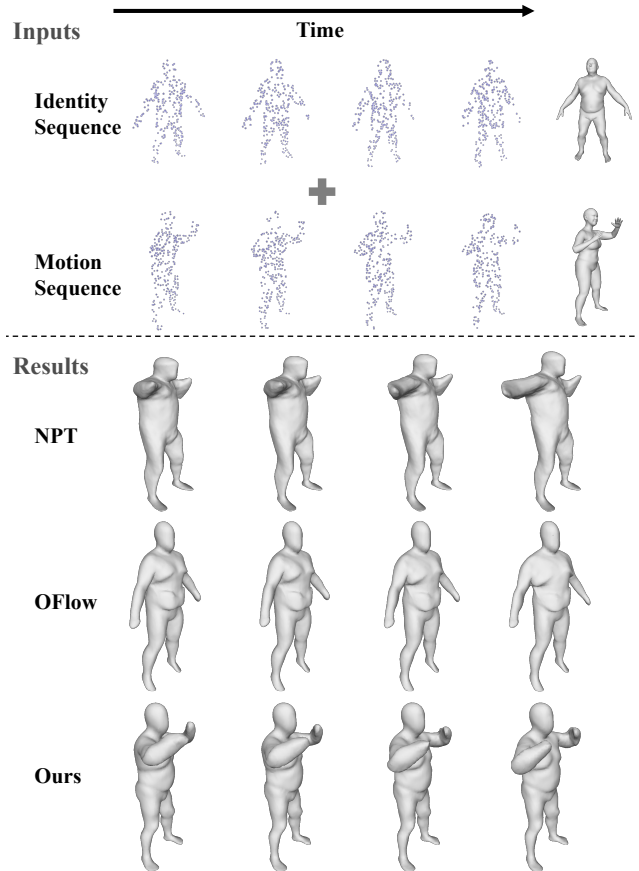 Inputs
Time
Identity
Sequence
Motion
Sequence
Results
NPT
OFlow
Ours